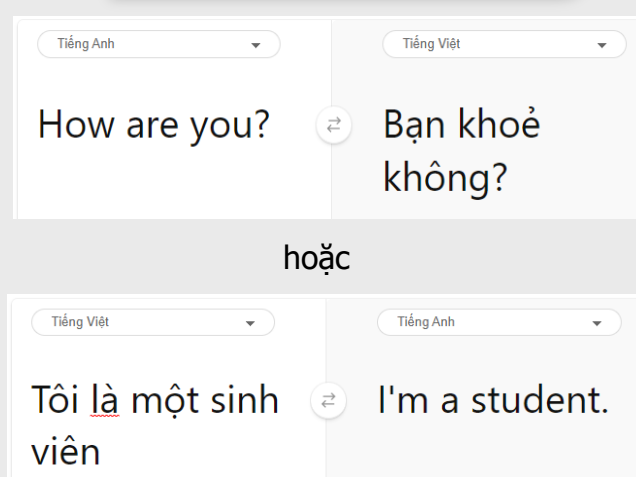 Tiếng Anh
Tiếng Việt
How are you?
Bạn khoẻ
không?
hoặc
Tiếng Việt
Tiếng Anh
Tôi là một sinh
viên
I'm a student.